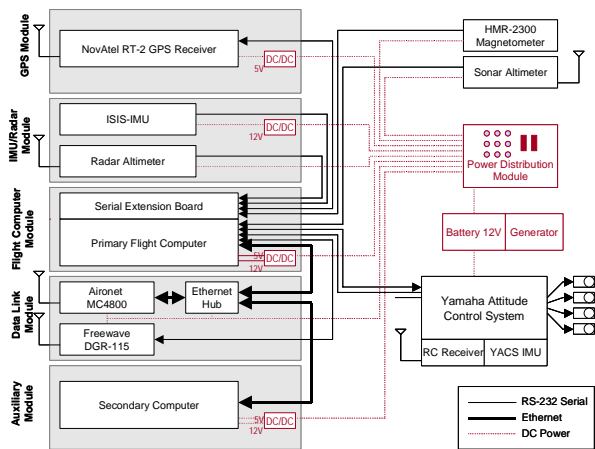 GPS Module
NovAtel RT-2 GPS Receiver
5V
DC/DC
HMR-2300
Magnetometer
Sonar Altimeter
IMU/Radar
Module
ISIS-IMU
12V
DC/DC
Radar Altimeter
Power Distribution
Module
Flight Computer
Module
Serial Extension Board
Primary Flight Computer
5V
12V
DC/DC
Battery 12V
Generator
Data Link
Module
Aironet
MC4800
Ethernet
Hub
Freewave
DGR-115
Yamaha Attitude
Control System
RC Receiver
YACS IMU
Auxiliary
Module
Secondary Computer
5V
12V
DC/DC
RS-232 Serial
Ethernet
DC Power